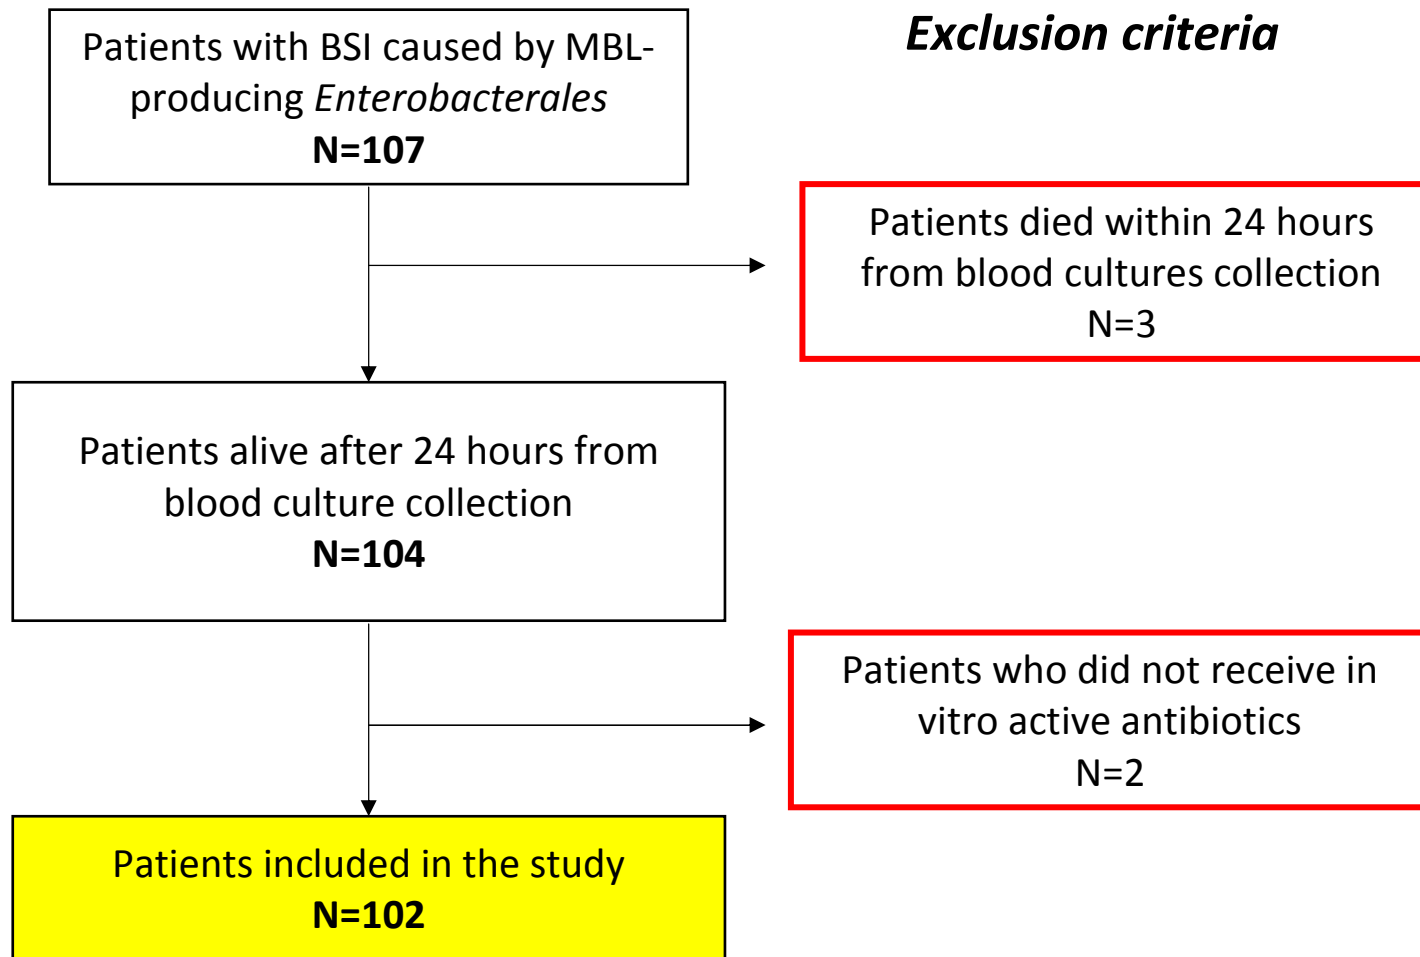 Exclusion criteria
Patients with BSI caused by MBL-
producing Enterobacterales
N=107
Patients died within 24 hours
from blood cultures collection
N=3
Patients alive after 24 hours from
blood culture collection
N=104
Patients who did not receive in
vitro active antibiotics
N=2
Patients included in the study
N=102